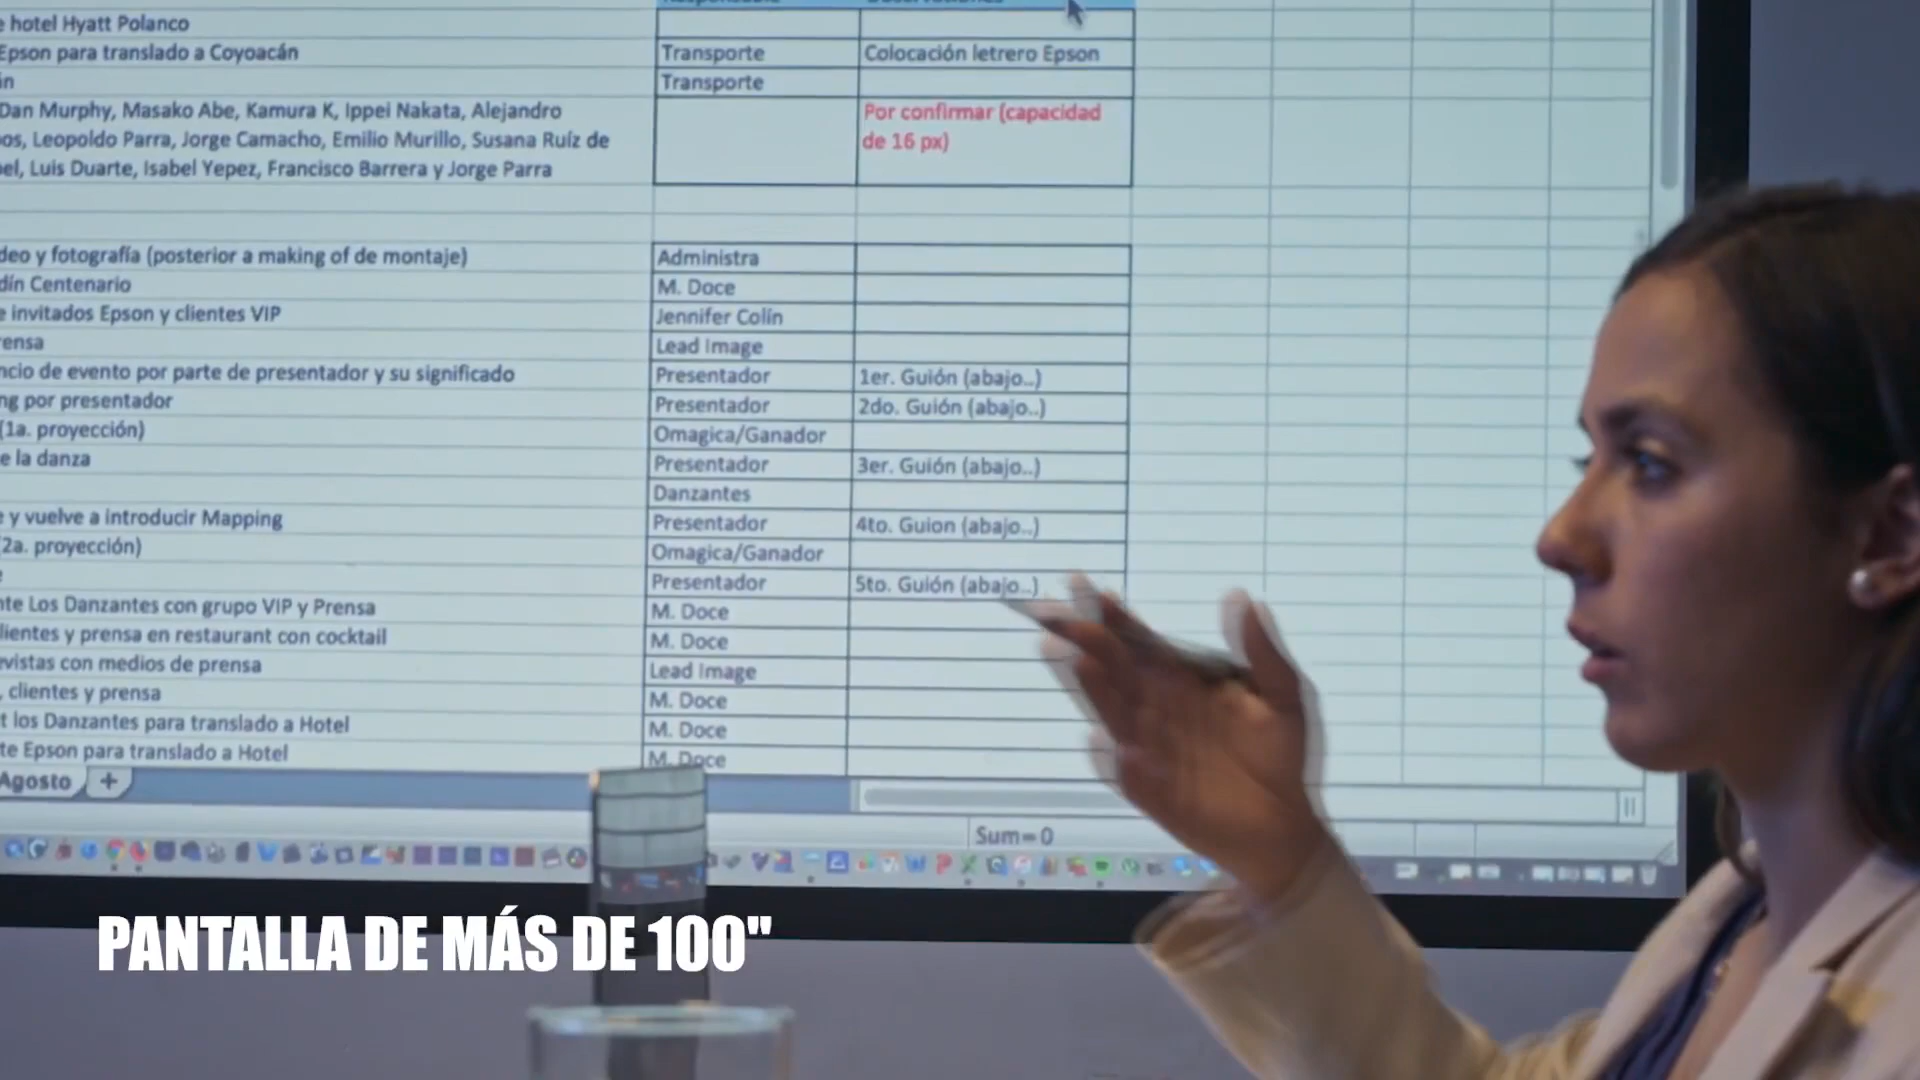 hotel Hyatt Polanco
Epson para translado a Coyoacán Transporte Colocación letrero Epson
Transporte
Dan Murphy, Masako Abe, Kamura K, Ippei Nakata, Alejandro Por confirmar (capacidad
Leopoldo Parra, Jorge Camacho, Emilio Murillo, Susana Ruíz de de 16 px)
Luis Duarte, Isabel Yepez, Francisco Barrera y Jorge Parra
deo y fotografía (posterior a making of de montaje) Administra
dín Centenario M. Doce
e invitados Epson y clientes VIP Jennifer Colín
ensa Lead Image
ncio de evento por parte de presentador y su significado Presentador 1er. Guión (abajo..)
ng por presentador Presentador 2do. Guión (abajo..)
(1a. proyección) Omagica/Ganador
e la danza Presentador 3er. Guión (abajo..)
Danzantes
e y vuelve a introducir Mapping Presentador 4to. Guion (abajo..)
2a. proyección) Omagica/Ganador
Presentador 5to. Guión (abajo..)
nte Los Danzantes con grupo VIP y Prensa M. Doce
lientes y prensa en restaurant con cocktail M. Doce
evistas con medios de prensa Lead Image
, clientes y prensa M. Doce
t los Danzantes para translado a Hotel M. Doce
te Epson para translado a Hotel M. Doce
Agosto +
Sum=0
PANTALLA DE MÁS DE 100"